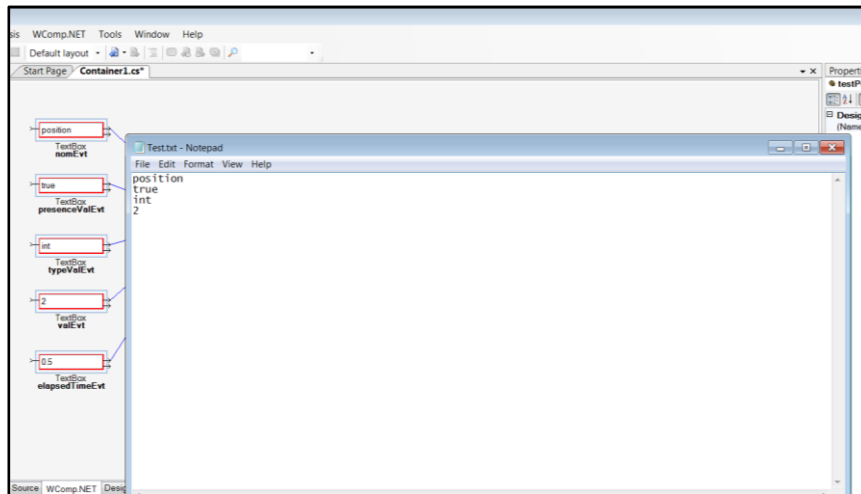 sis WComp.NET Tools Window Help
Default layout
Start Page Container1.cs*
Properti
testP
Desig
(Name
position
TextBox
nomEvt
true
TextBox
presenceValEvt
int
TextBox
typeValEvt
2
TextBox
valEvt
0.5
TextBox
elapsedTimeEvt
Test.txt - Notepad
File Edit Format View Help
position
true
int
2
Source WComp.NET Desig